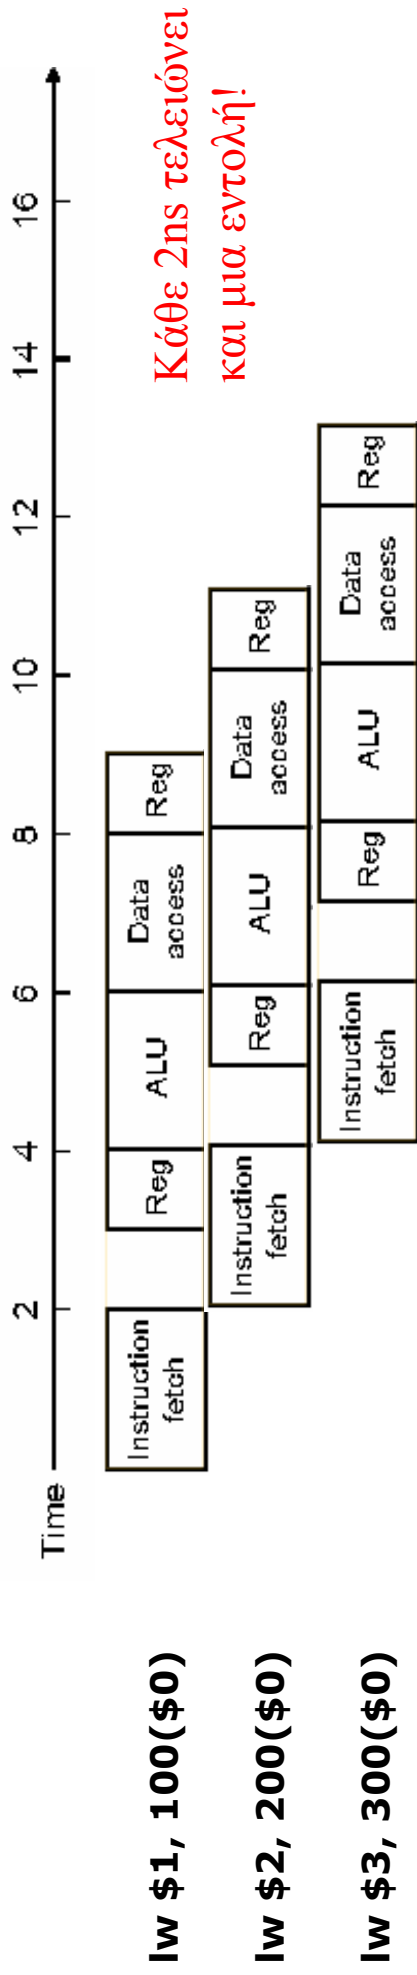 Time 2 4 6 8 10 12 14 16
lw $1, 100($0)
Instruction
fetch
Reg
ALU
Data
access
Reg
Κάθε 2ns τελειώνει
και μια εντολή!
lw $2, 200($0)
Instruction
fetch
Reg
ALU
Data
access
Reg
lw $3, 300($0)
Instruction
fetch
Reg
ALU
Data
access
Reg